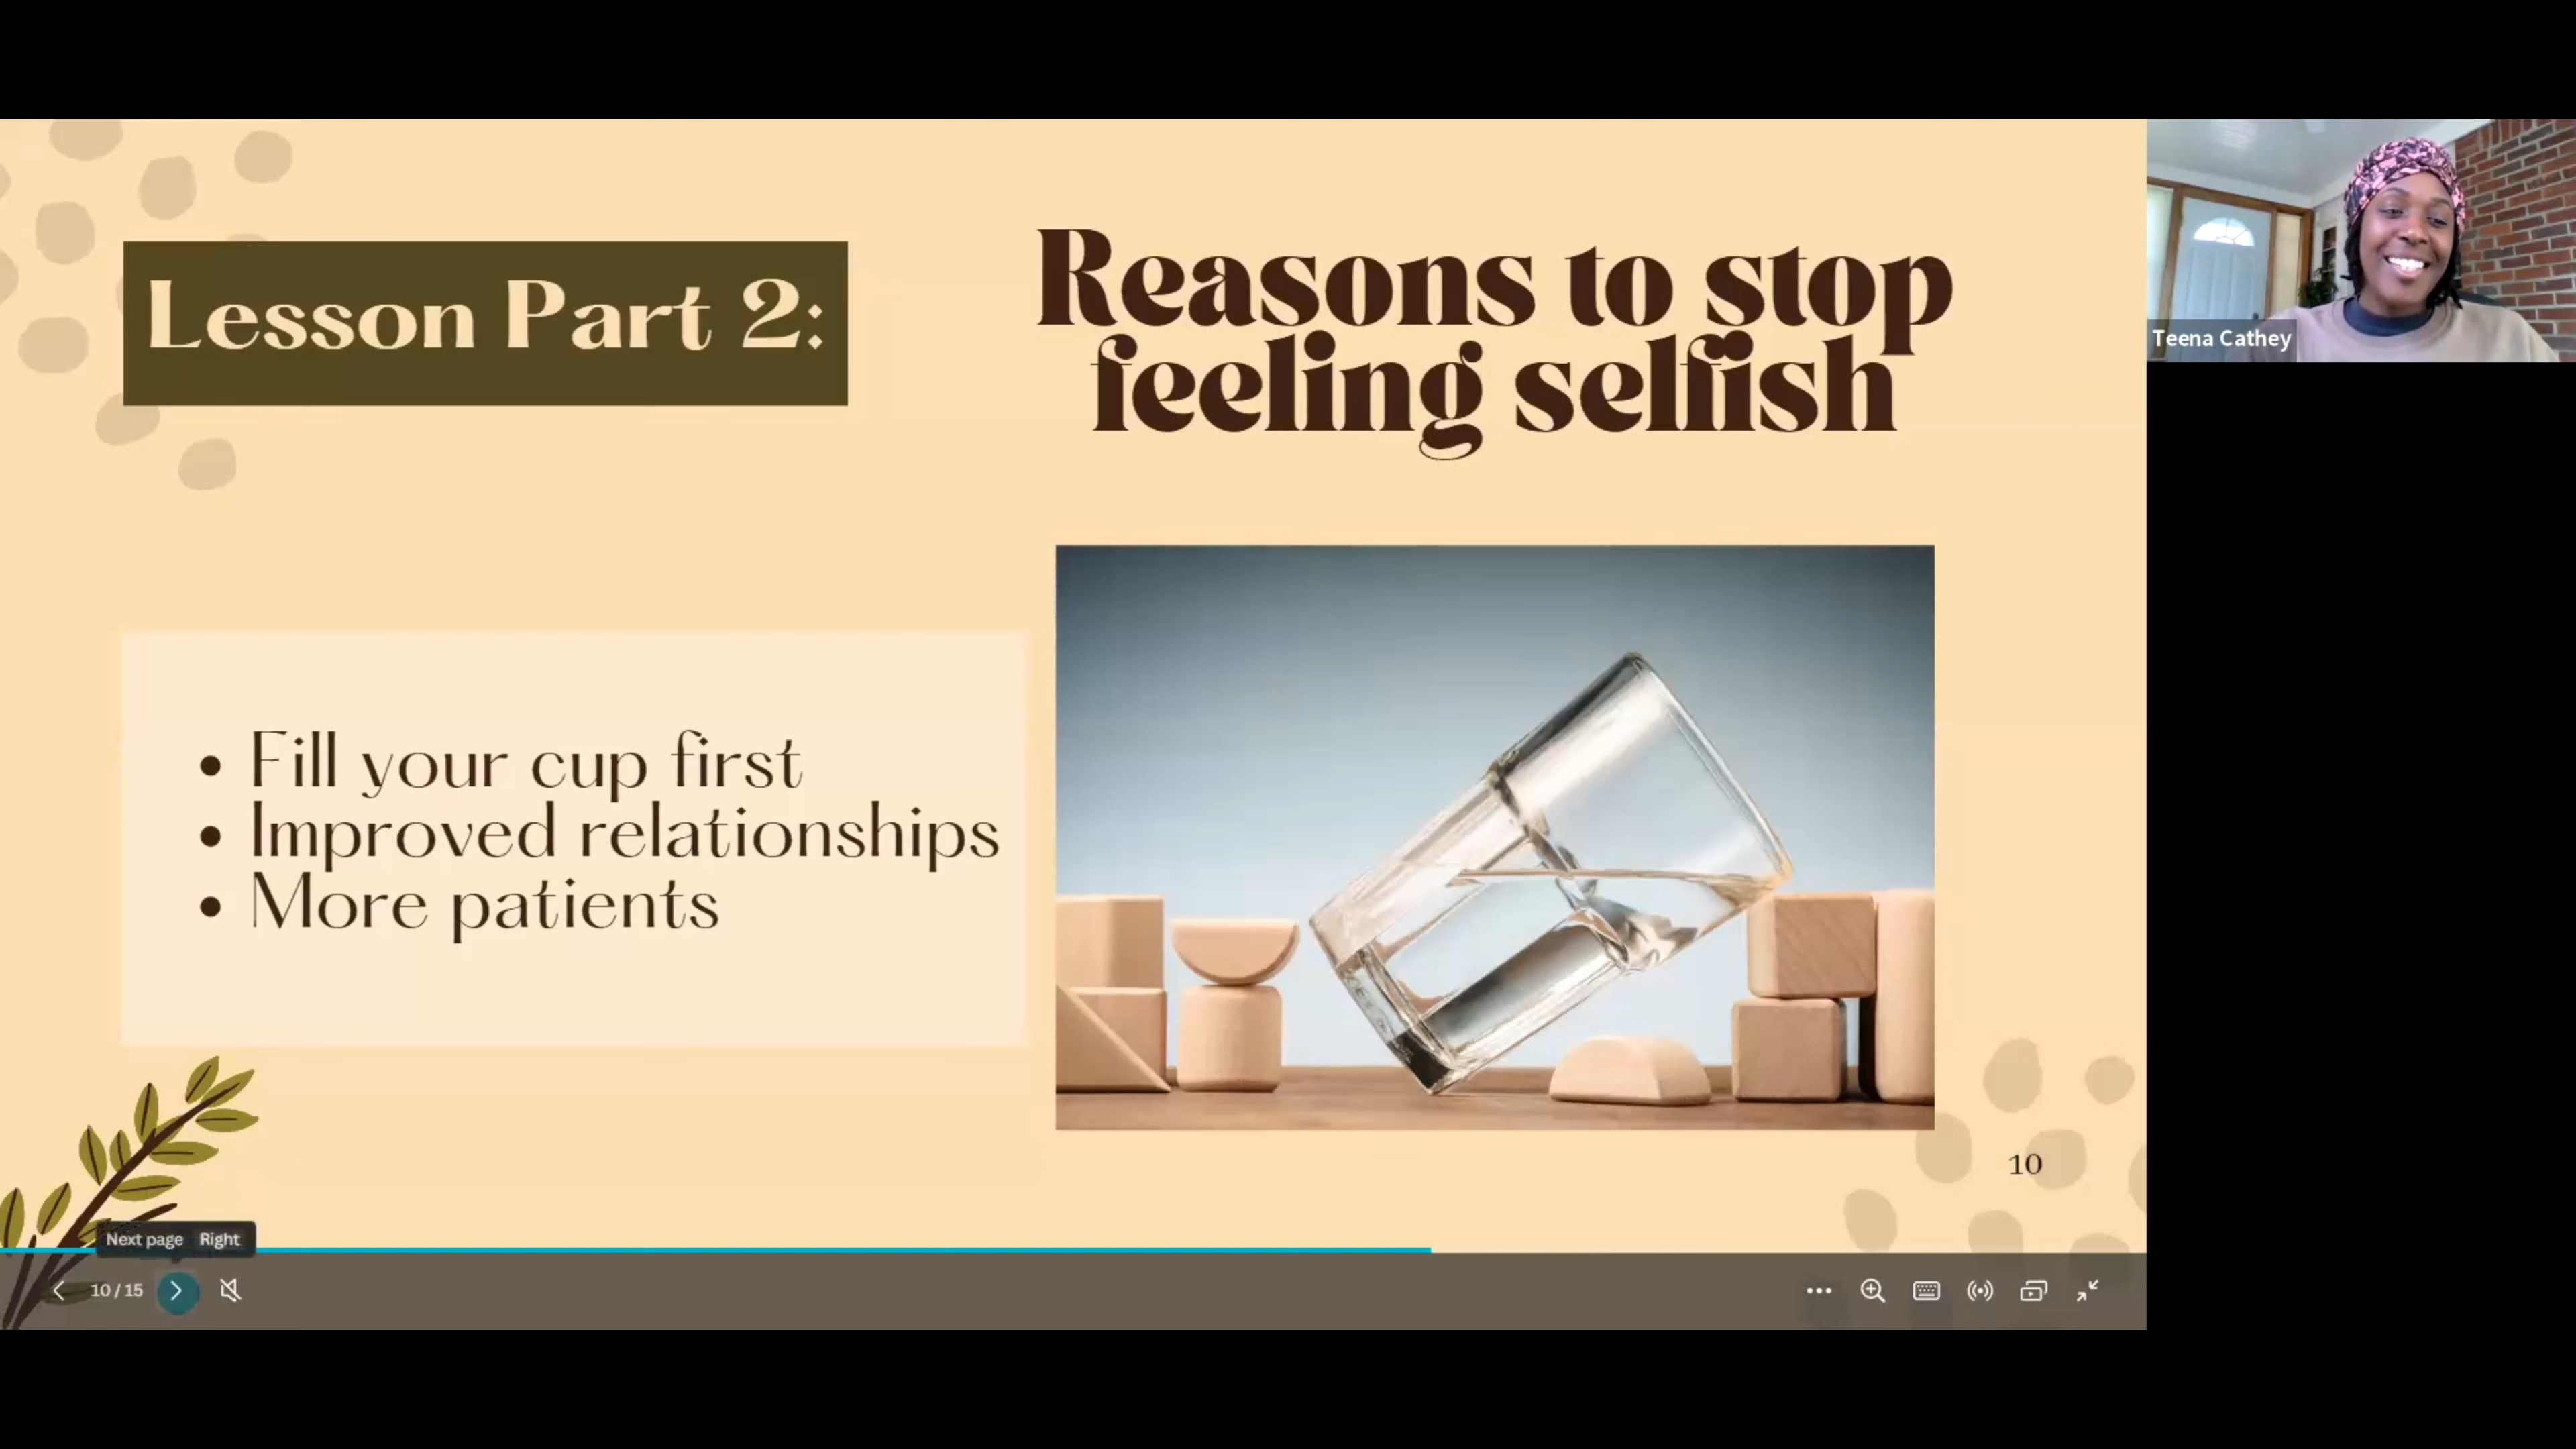 Lesson Part 2:
Reasons to stop
feeling selfish
• Fill your cup first
• Improved relationships
• More patients
10
Next page Right
10 / 15
Teena Cathey